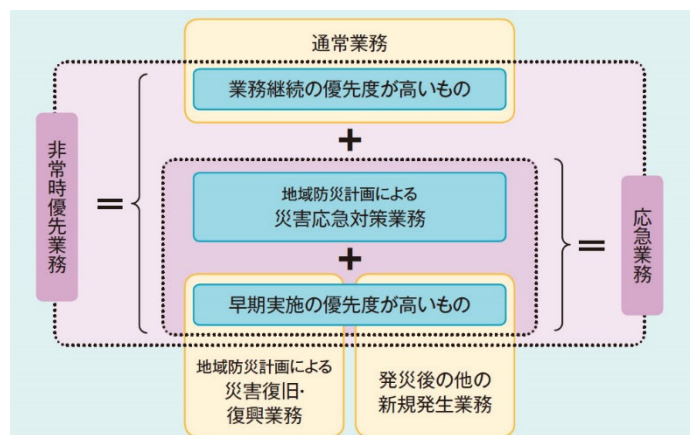 通常業務
業務継続の優先度が高いもの
+
非常時優先業務
=
地域防災計画による
災害応急対策業務
=
応急業務
+
早期実施の優先度が高いもの
地域防災計画による
災害復旧・
復興業務
発災後の他の
新規発生業務